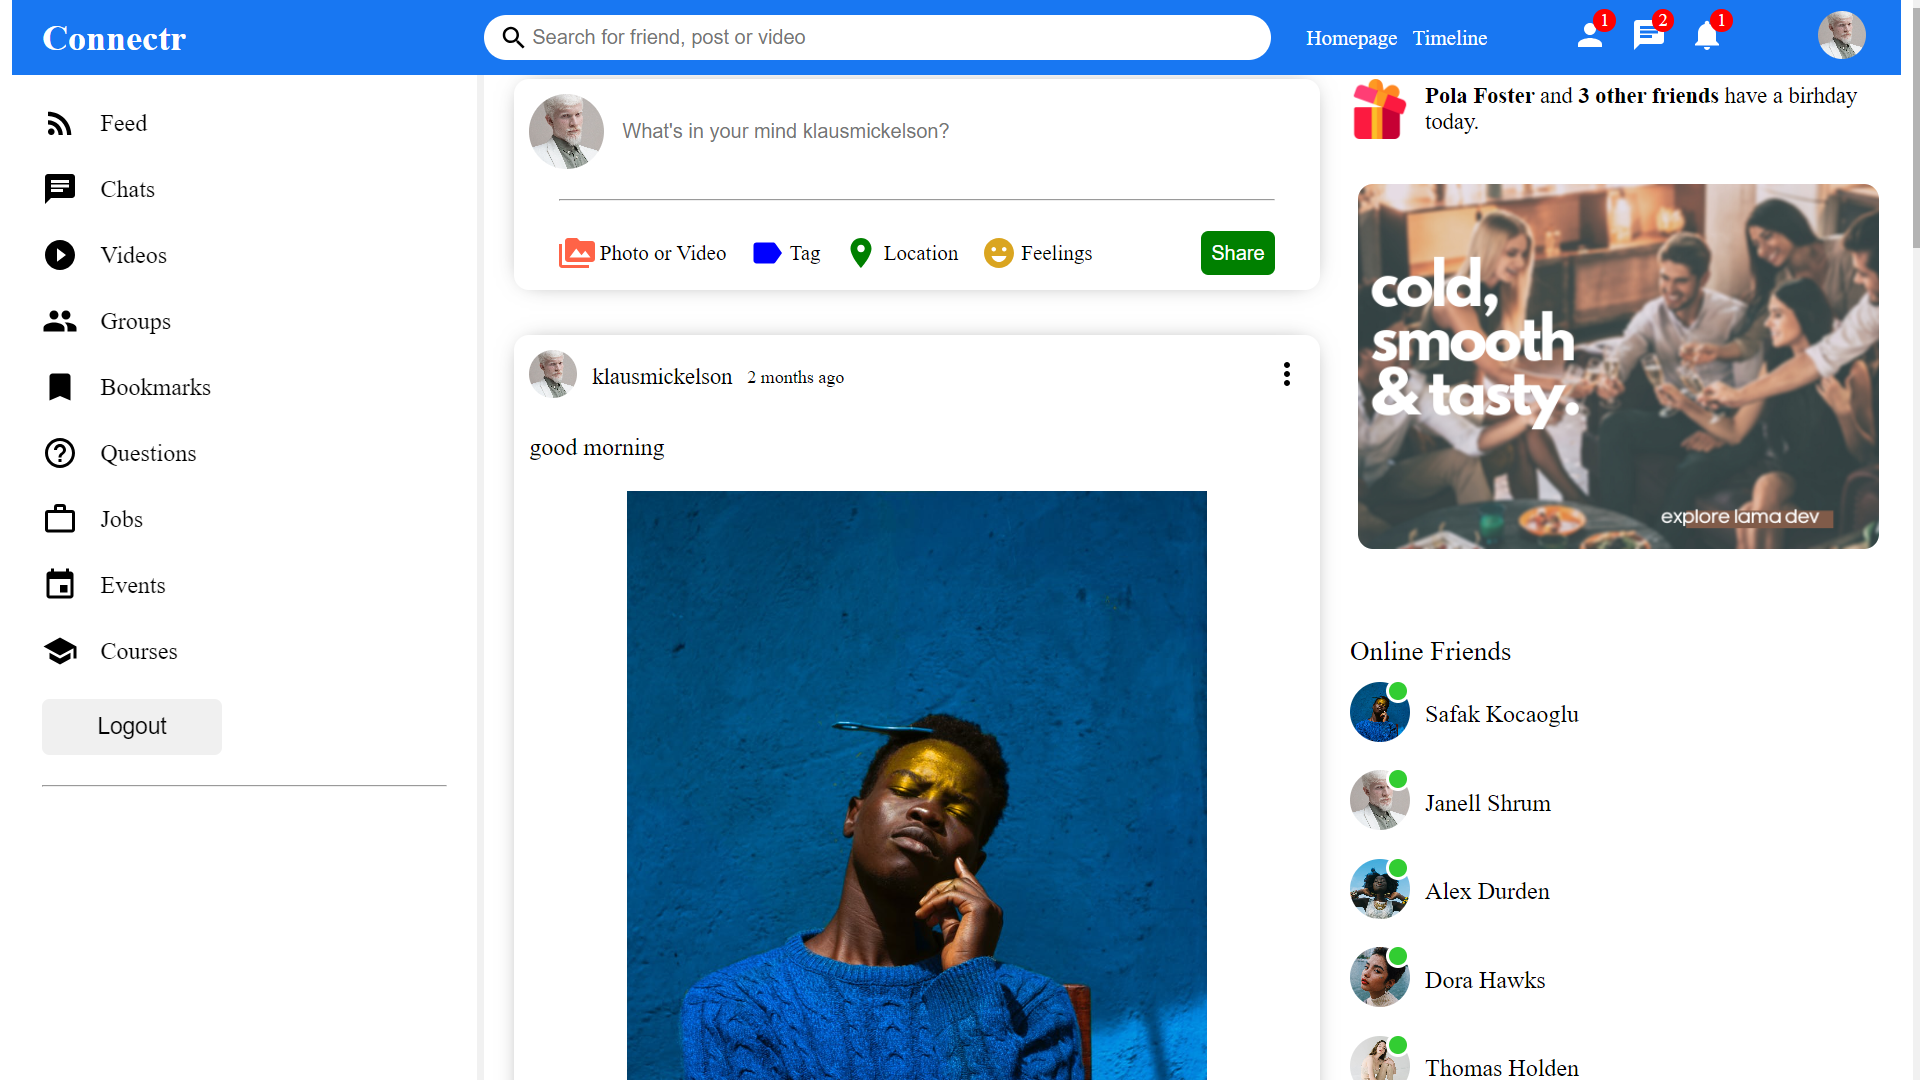 Connectr
Search for friend, post or video
Homepage Timeline
1
2
1
Feed
Chats
Videos
Groups
Bookmarks
Questions
Jobs
Events
Courses
Logout
What's in your mind klausmickelson?
Photo or Video
Tag
Location
Feelings
Share
klausmickelson 2 months ago
good morning
Pola Foster and 3 other friends have a birhday
today.
cold,
smooth
& tasty.
explore lama dev
Online Friends
Safak Kocaoglu
Janell Shrum
Alex Durden
Dora Hawks
Thomas Holden